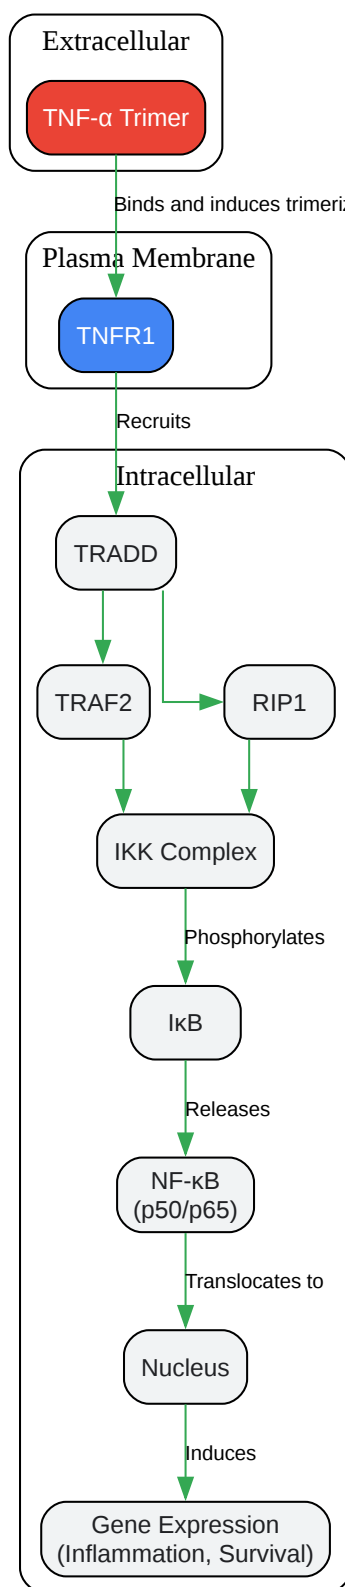 Extracellular
TNF-α Trimer
Binds and induces
Plasma Membrane
TNFR1
Recruits
Intracellular
TRADD
TRAF2
RIP1
IKK Complex
Phosphorylates
IκB
Releases
NF-κB
(p50/p65)
Translocates to
Nucleus
Induces
Gene Expression
(Inflammation, Survival)